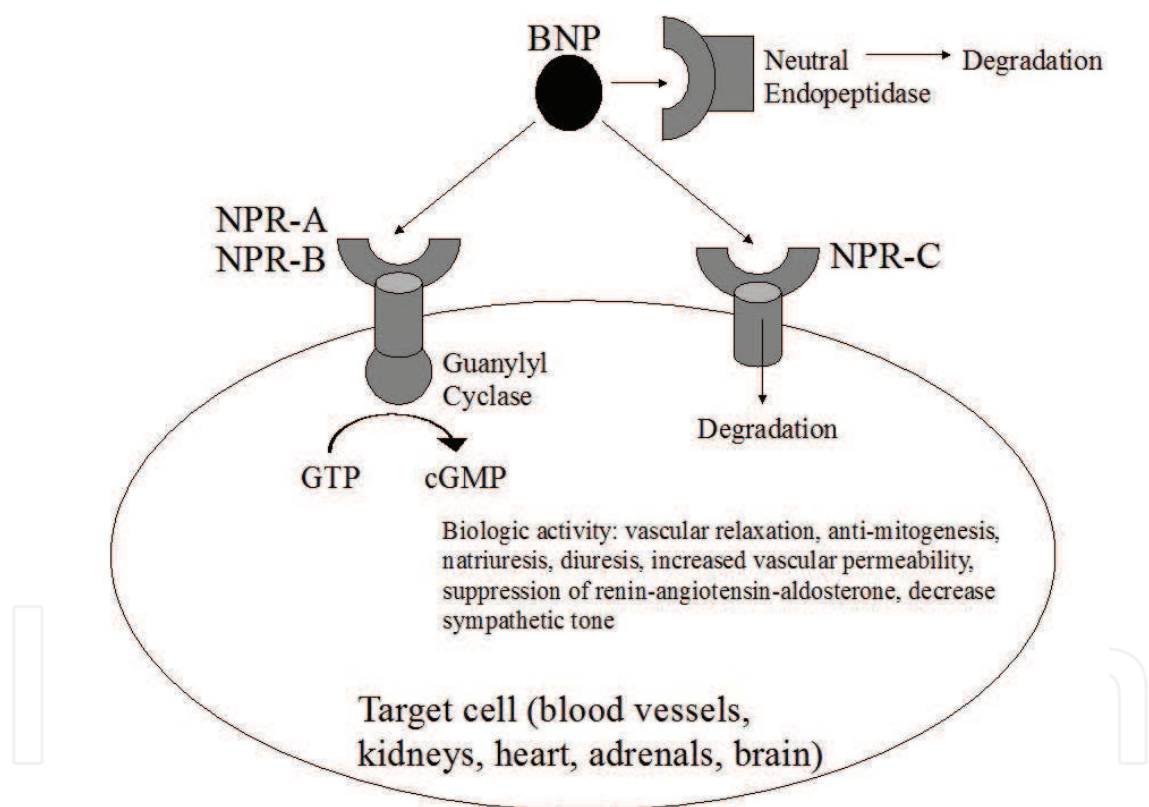 BNP
Neutral
Endopeptidase
Degradation
NPR-A
NPR-B
NPR-C
Guanylyl
Cyclase
Degradation
GTP
cGMP
Biologic activity: vascular relaxation, anti-mitogenesis,
natriuresis, diuresis, increased vascular permeability,
suppression of renin-angiotensin-aldosterone, decrease
sympathetic tone
Target cell (blood vessels,
kidneys, heart, adrenals, brain)